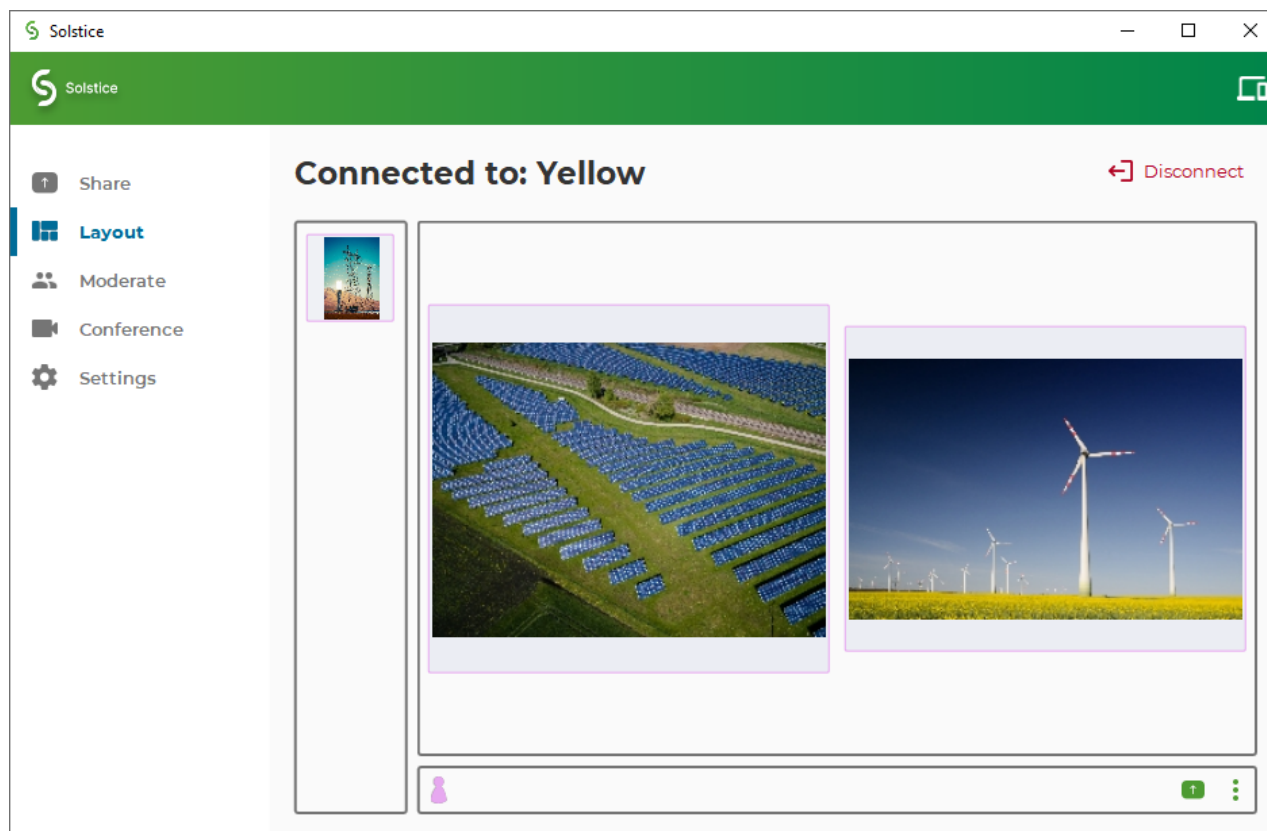 Solstice
Solstice
Connected to: Yellow
Disconnect
Share
Layout
Moderate
Conference
Settings